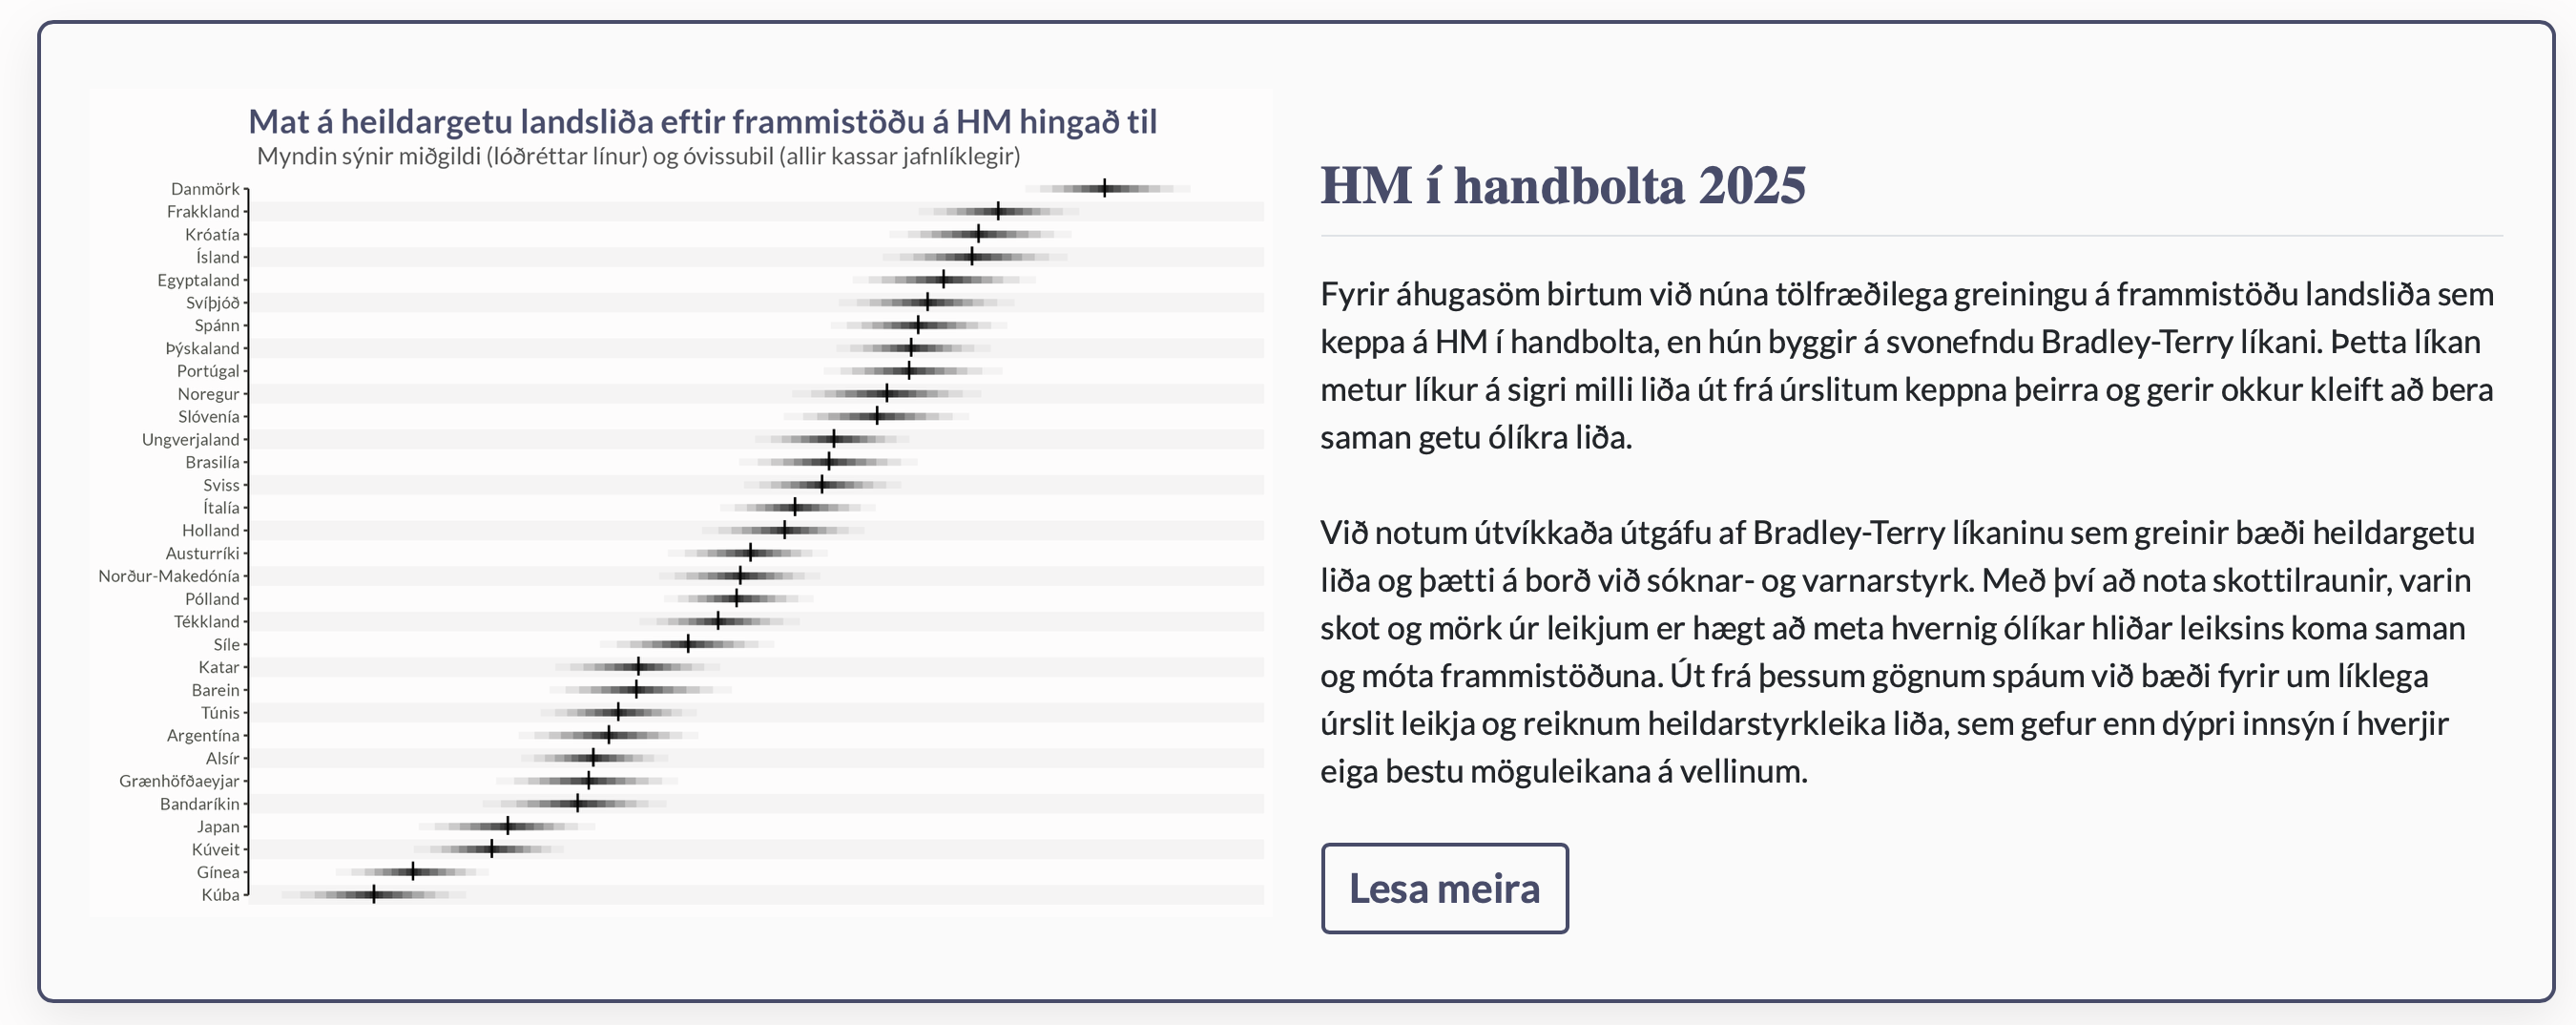 Mat á heildargetu landsliða eftir frammistöðu á HM hingað til
Myndin sýnir miðgildi (lóðréttar línur) og óvissubil (allir kassar jafnlíklegir)
Danmörk
Frakkland
Króatía
Ísland
Egyptaland
Svíþjóð
Spánn
Þýskaland
Portúgal
Noregur
Slóvenía
Ungverjaland
Brasilía
Sviss
Ítalía
Holland
Austurríki
Norður-Makedónía
Pólland
Tékkland
Síle
Katar
Barein
Túnis
Argentína
Alsír
Grænhöfðaeyjar
Bandaríkin
Japan
Kúveit
Gínea
Kúba
HM í handbolta 2025
Fyrir áhugasöm birtum við núna tölfræðilega greiningu á frammistöðu landsliða sem
keppa á HM í handbolta, en hún byggir á svonefndu Bradley-Terry líkani. Þetta líkan
metur líkur á sigri milli liða út frá úrslitum keppna þeirra og gerir okkur kleift að bera
saman getu ólíkra liða.
Við notum útvíkkaða útgáfu af Bradley-Terry líkaninu sem greinir bæði heildargetu
liða og þætti á borð við sóknar- og varnarstyrk. Með því að nota skottilraunir, varin
skot og mörk úr leikjum er hægt að meta hvernig ólíkar hliðar leiksins koma saman
og móta frammistöðuna. Út frá þessum gögnum spáum við bæði fyrir um líklega
úrslit leikja og reiknum heildarstyrkleika liða, sem gefur enn dýpri innsýn í hverjir
eiga bestu möguleikana á vellinum.
Lesa meira